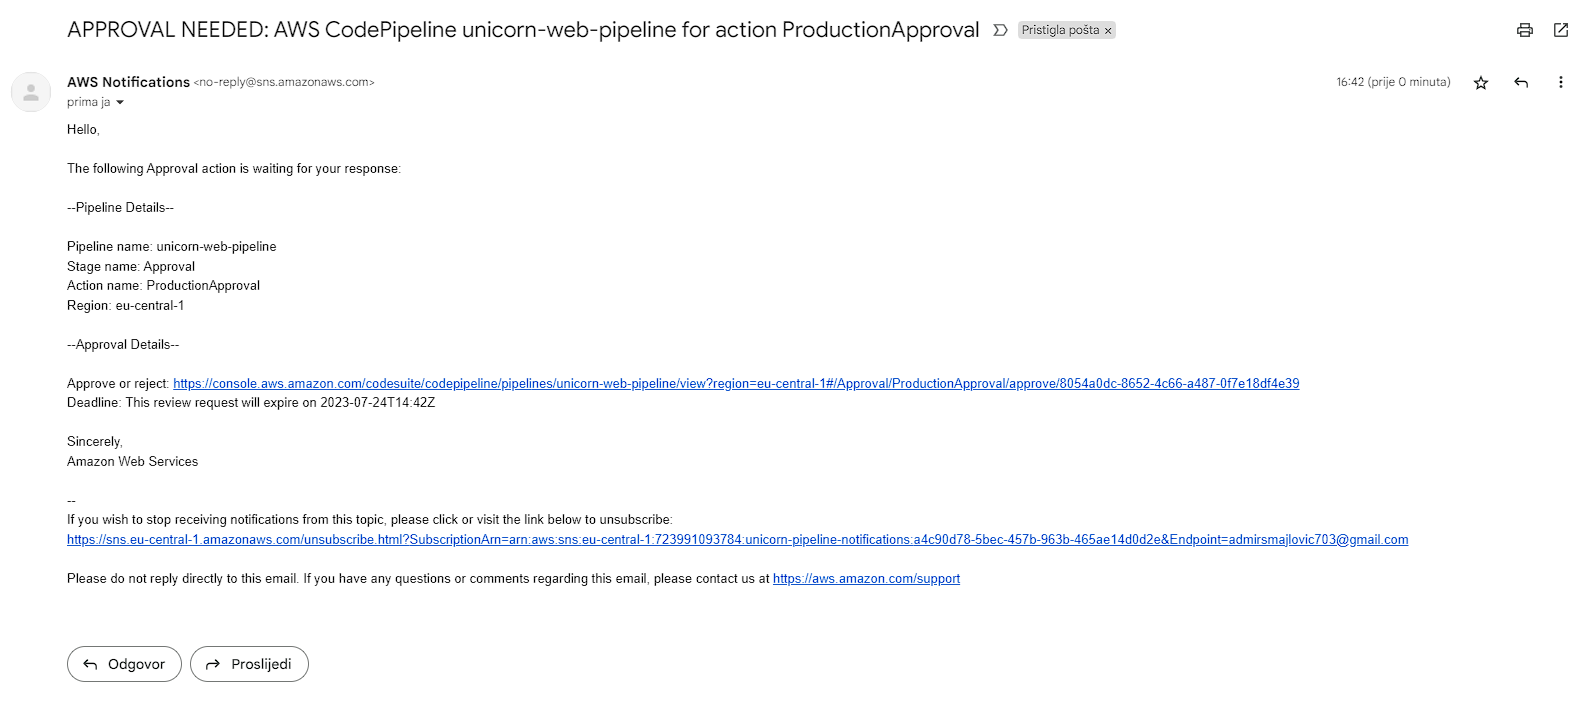 APPROVAL NEEDED: AWS CodePipeline unicorn-web-pipeline for action ProductionApproval
Pristigla pošta ×
AWS Notifications <no-reply@sns.amazonaws.com>
16:42 (prije 0 minuta)
prima ja
Hello,
The following Approval action is waiting for your response:
--Pipeline Details--
Pipeline name: unicorn-web-pipeline
Stage name: Approval
Action name: ProductionApproval
Region: eu-central-1
--Approval Details--
Approve or reject: https://console.aws.amazon.com/codesuite/codepipeline/pipelines/unicorn-web-pipeline/view?region=eu-central-1#/Approval/ProductionApproval/approve/8054a0dc-8652-4c66-a487-0f7e18df4e39
Deadline: This review request will expire on 2023-07-24T14:42Z
Sincerely,
Amazon Web Services
--
If you wish to stop receiving notifications from this topic, please click or visit the link below to unsubscribe:
https://sns.eu-central-1.amazonaws.com/unsubscribe.html?SubscriptionArn=arn:aws:sns:eu-central-1:723991093784:unicorn-pipeline-notifications:a4c90d78-5bec-457b-963b-465ae14d0d2e&Endpoint=admirsmajlovic703@gmail.com
Please do not reply directly to this email. If you have any questions or comments regarding this email, please contact us at https://aws.amazon.com/support
Odgovor
Proslijedi